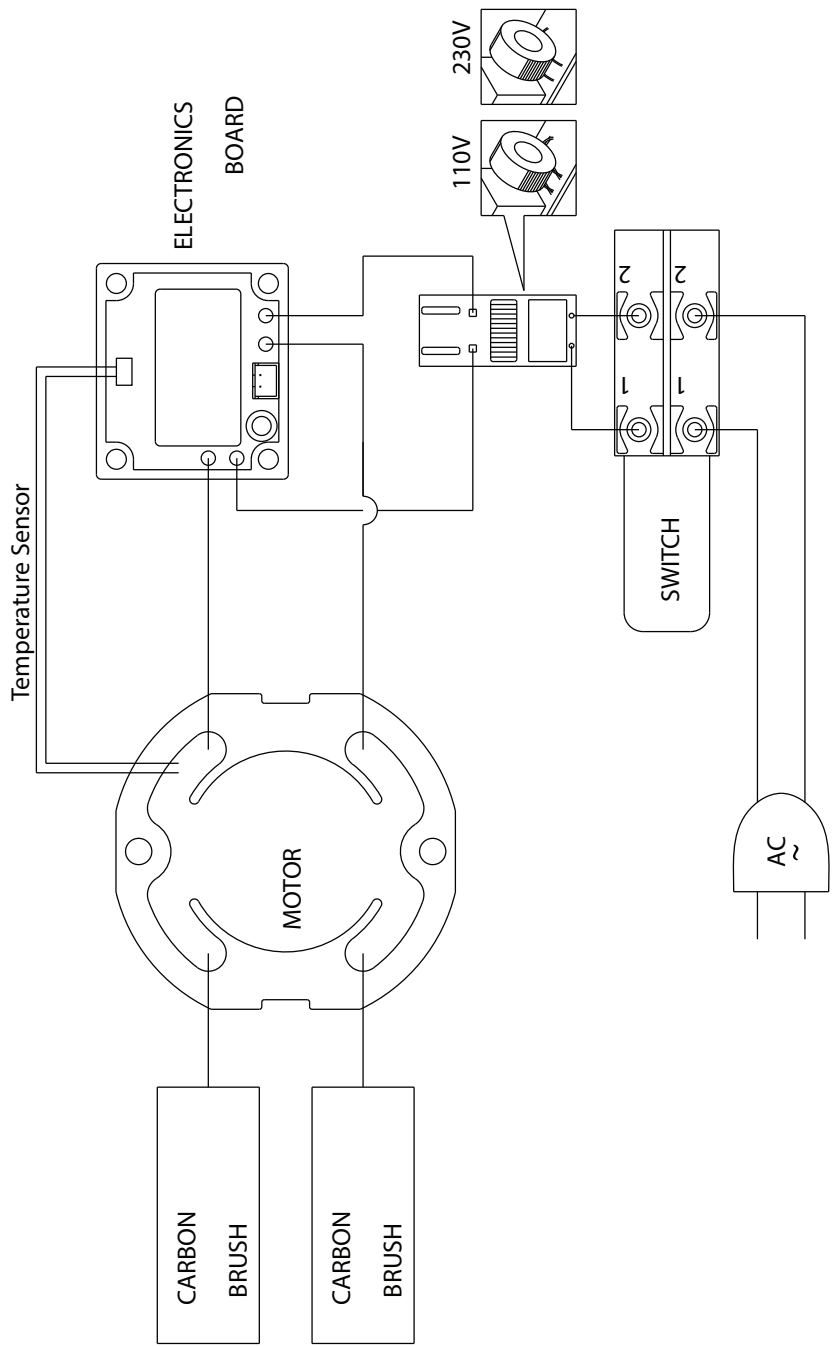 Temperature Sensor
ELECTRONICS
BOARD
230V
110V
2
2
1
1
SWITCH
MOTOR
AC
~
CARBON
BRUSH
CARBON
BRUSH